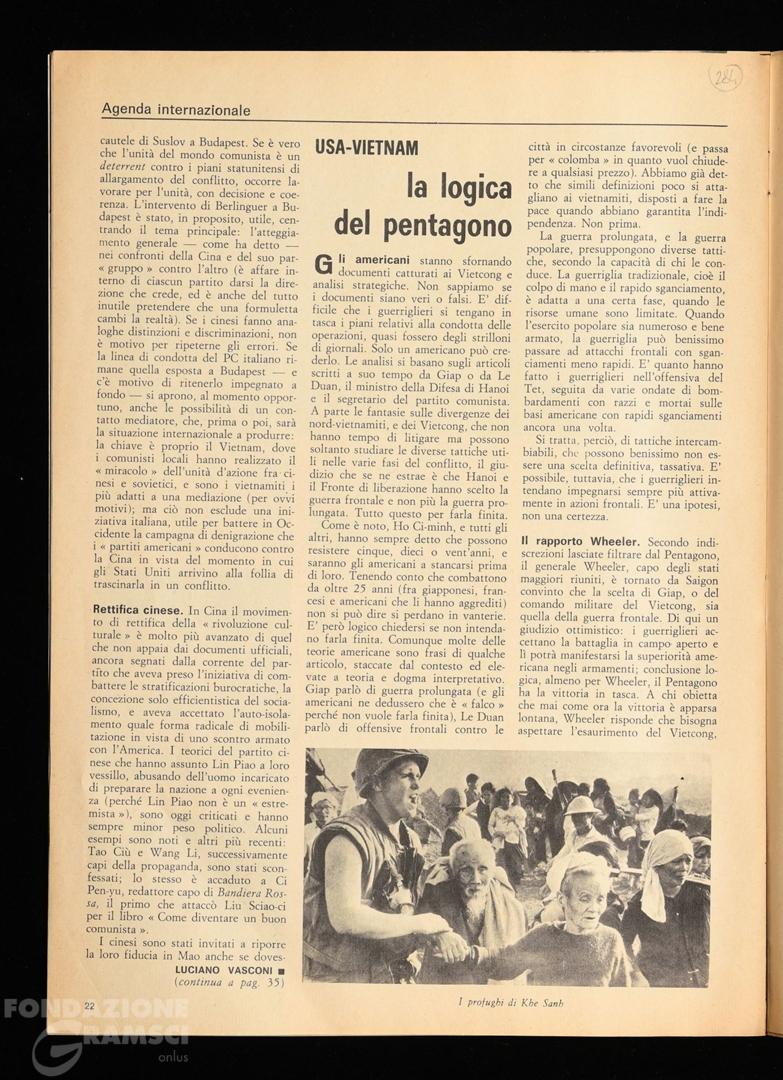 284
Agenda internazionale
cautele di Suslov a Budapest. Se è vero
che l'unità del mondo comunista è un
deterrent contro i piani statunitensi di
allargamento del conflitto, occorre la-
vorare per l'unità, con decisione e coe-
renza. L'intervento di Berlinguer a Bu-
dapest è stato, in proposito, utile, cen-
trando il tema principale: l'atteggia-
mento generale — come ha detto —
nei confronti della Cina e del suo par-
« gruppo » contro l'altro (è affare in-
terno di ciascun partito darsi la dire-
zione che crede, ed è anche del tutto
inutile pretendere che una formuletta
cambi la realtà). Se i cinesi fanno ana-
loghe distinzioni e discriminazioni, non
è motivo per ripeterne gli errori. Se
la linea di condotta del PC italiano ri-
mane quella esposta a Budapest — e
c'è motivo di ritenerlo impegnato a
fondo — si aprono, al momento oppor-
tuno, anche le possibilità di un con-
tatto mediatore, che, prima o poi, sarà
la situazione internazionale a produrre:
la chiave è proprio il Vietnam, dove
i comunisti locali hanno realizzato il
« miracolo » dell'unità d'azione fra ci-
nesi e sovietici, e sono i vietnamiti i
più adatti a una mediazione (per ovvi
motivi); ma ciò non esclude una ini-
ziativa italiana, utile per battere in Oc-
cidente la campagna di denigrazione che
i « partiti americani » conducono contro
la Cina in vista del momento in cui
gli Stati Uniti arrivino alla follia di
trascinarla in un conflitto.
Rettifica cinese. In Cina il movimen-
to di rettifica della « rivoluzione cul-
turale » è molto più avanzato di quel
che non appaia dai documenti ufficiali,
ancora segnati dalla corrente del par-
tito che aveva preso l'iniziativa di com-
battere le stratificazioni burocratiche, la
concezione solo efficientistica del socia-
lismo, e aveva accettato l'auto-isola-
mento quale forma radicale di mobili-
tazione in vista di uno scontro armato
con l'America. I teorici del partito ci-
nese che hanno assunto Lin Piao a loro
vessillo, abusando dell'uomo incaricato
di preparare la nazione a ogni evenien-
za (perché Lin Piao non è un « estre-
mista »), sono oggi criticati e hanno
sempre minor peso politico. Alcuni
esempi sono noti e altri più recenti:
Tao Ciù e Wang Li, successivamente
capi della propaganda, sono stati scon-
fessati; lo stesso è accaduto a Ci
Pen-yu, redattore capo di Bandiera Ros-
sa, il primo che attaccò Liu Sciao-ci
per il libro « Come diventare un buon
comunista ».
I cinesi sono stati invitati a riporre
la loro fiducia in Mao anche se doves-
LUCIANO VASCONI ■
(continua a pag. 35)
USA-VIETNAM
la logica
del pentagono
Gli americani stanno sfornando
documenti catturati ai Vietcong e
analisi strategiche. Non sappiamo se
i documenti siano veri o falsi. E' dif-
ficile che i guerriglieri si tengano in
tasca i piani relativi alla condotta delle
operazioni, quasi fossero degli strilloni
di giornali. Solo un americano può cre-
derlo. Le analisi si basano sugli articoli
scritti a suo tempo da Giap o da Le
Duan, il ministro della Difesa di Hanoi
e il segretario del partito comunista.
A parte le fantasie sulle divergenze dei
nord-vietnamiti, e dei Vietcong, che non
hanno tempo di litigare ma possono
soltanto studiare le diverse tattiche uti-
li nelle varie fasi del conflitto, il giu-
dizio che se ne estrae è che Hanoi e
il Fronte di liberazione hanno scelto la
guerra frontale e non più la guerra pro-
lungata. Tutto questo per farla finita.
Come è noto, Ho Ci-minh, e tutti gli
altri, hanno sempre detto che possono
resistere cinque, dieci o vent'anni, e
saranno gli americani a stancarsi prima
di loro. Tenendo conto che combattono
da oltre 25 anni (fra giapponesi, fran-
cesi e americani che li hanno aggrediti)
non si può dire si perdano in vanterie.
E' però logico chiedersi se non intenda-
no farla finita. Comunque molte delle
teorie americane sono frasi di qualche
articolo, staccate dal contesto ed ele-
vate a teoria e dogma interpretativo.
Giap parlò di guerra prolungata (e gli
americani ne dedussero che è « falco »
perché non vuole farla finita), Le Duan
parlò di offensive frontali contro le
città in circostanze favorevoli (e passa
per « colomba » in quanto vuol chiude-
re a qualsiasi prezzo). Abbiamo già det-
to che simili definizioni poco si atta-
gliano ai vietnamiti, disposti a fare la
pace quando abbiano garantita l'indi-
pendenza. Non prima.
La guerra prolungata, e la guerra
popolare, presuppongono diverse tatti-
che, secondo la capacità di chi le con-
duce. La guerriglia tradizionale, cioè il
colpo di mano e il rapido sganciamento,
è adatta a una certa fase, quando le
risorse umane sono limitate. Quando
l'esercito popolare sia numeroso e bene
armato, la guerriglia può benissimo
passare ad attacchi frontali con sgan-
ciamenti meno rapidi. E' quanto hanno
fatto i guerriglieri nell'offensiva del
Tet, seguita da varie ondate di bom-
bardamenti con razzi e mortai sulle
basi americane con rapidi sganciamenti
ancora una volta.
Si tratta, perciò, di tattiche intercam-
biabili, che possono benissimo non es-
sere una scelta definitiva, tassativa. E'
possibile, tuttavia, che i guerriglieri in-
tendano impegnarsi sempre più attiva-
mente in azioni frontali. E' una ipotesi,
non una certezza.
Il rapporto Wheeler. Secondo indi-
screzioni lasciate filtrare dal Pentagono,
il generale Wheeler, capo degli stati
maggiori riuniti, è tornato da Saigon
convinto che la scelta di Giap, o del
comando militare del Vietcong, sia
quella della guerra frontale. Di qui un
giudizio ottimistico: i guerriglieri ac-
cettano la battaglia in campo aperto e
lì potrà manifestarsi la superiorità ame-
ricana negli armamenti; conclusione lo-
gica, almeno per Wheeler, il Pentagono
ha la vittoria in tasca. A chi obietta
che mai come ora la vittoria è apparsa
lontana, Wheeler risponde che bisogna
aspettare l'esaurimento del Vietcong,
I profughi di Khe Sanh
22
FONDAZIONE
GRAMSCI
onlus